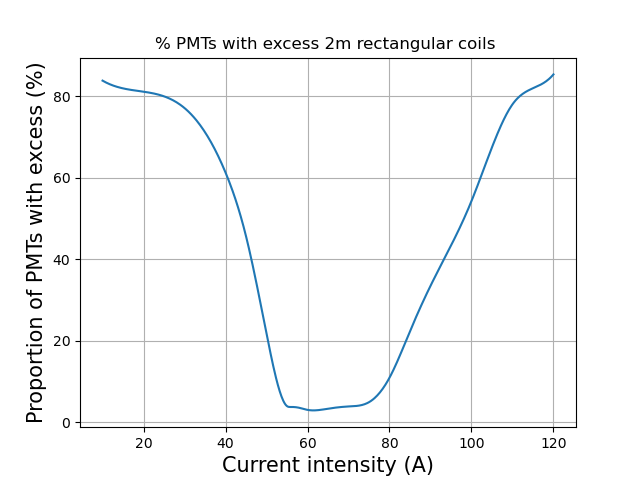 % PMTs with excess 2m rectangular coils
Proportion of PMTs with excess (%)
80
60
40
20
0
20 40 60 80 100 120
Current intensity (A)